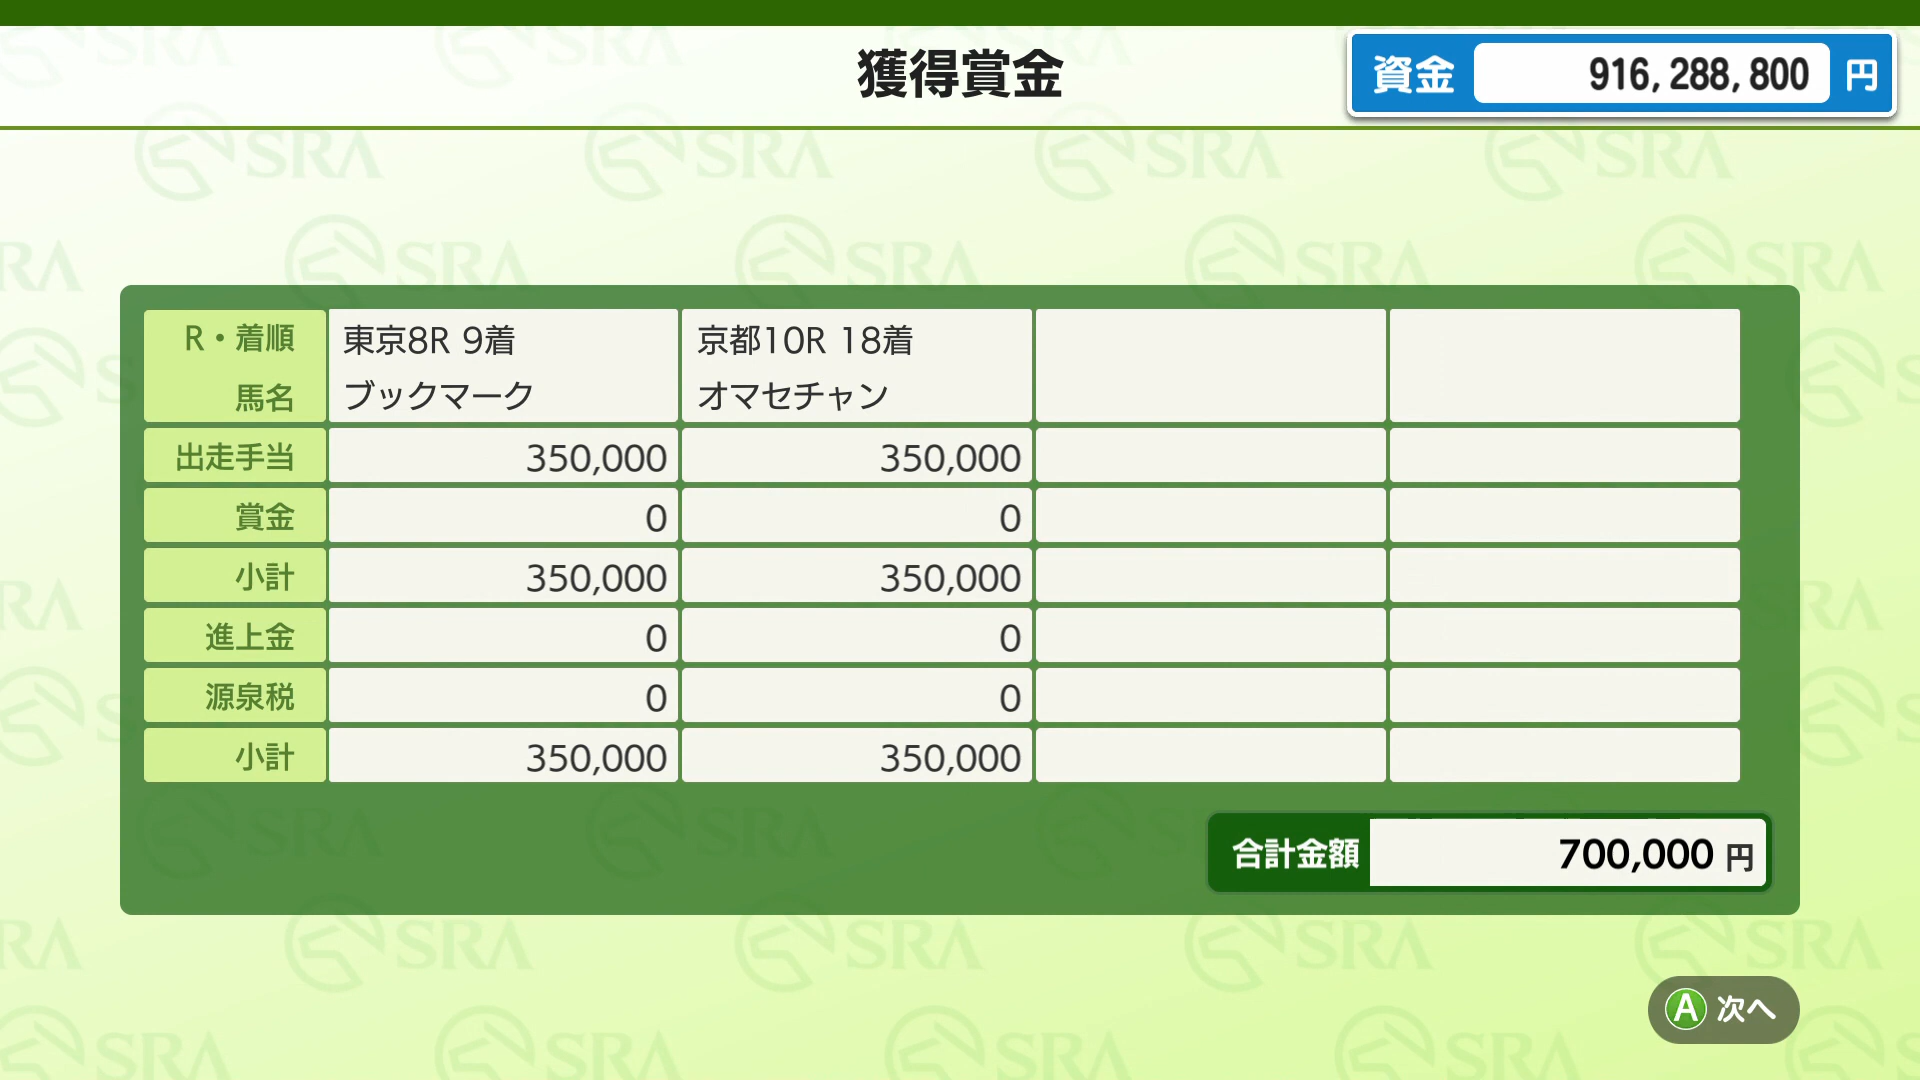 獲得賞金
資金 916,288,800 円
R・着順 東京8R 9着 京都10R 18着
馬名 ブックマーク オマセチャン
出走手当 350,000 350,000
賞金 0 0
小計 350,000 350,000
進上金 0 0
源泉税 0 0
小計 350,000 350,000
合計金額 700,000 円
A 次へ
SRA